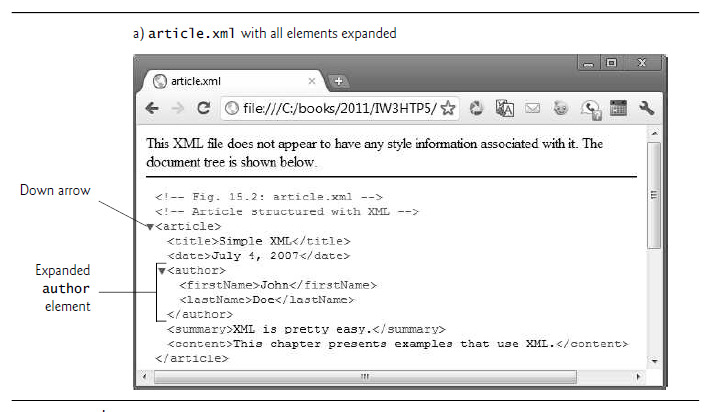 a) article.xml with all elements expanded
article.xml
file:///C:/books/2011/IW3HTP5/
This XML file does not appear to have any style information associated with it. The
document tree is shown below.
Down arrow
<!-- Fig. 15.2: article.xml -->
<!-- Article structured with XML -->
<article>
<title>Simple XML</title>
<date>July 4, 2007</date>
Expanded
author
element
<author>
<firstName>John</firstName>
<lastName>Doe</lastName>
</author>
<summary>XML is pretty easy.</summary>
<content>This chapter presents examples that use XML.</content>
</article>